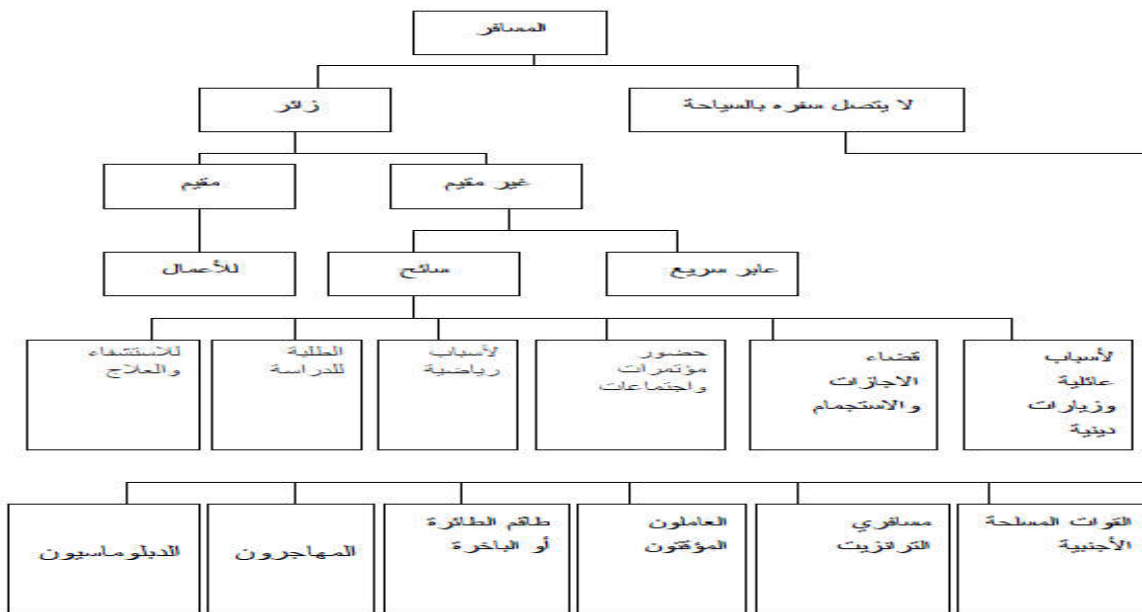 المسافر
لا يتصل سفره بالسياحة
زائر
غير مقيم
مقيم
عابر سريع
سائح
للأعمال
لأسباب
عائلية
وزيارات
دينية
قضاء
الاجازات
والاستجمام
حضور
مؤتمرات
واجتماعات
لأسباب
رياضية
الطلبة
للدراسة
للاستشفاء
والعلاج
القوات المسلحة
الأجنبية
مسافري
الترانزيت
العاملون
المؤقتون
طاقم الطائرة
أو الباخرة
المهاجرون
الدبلوماسيون